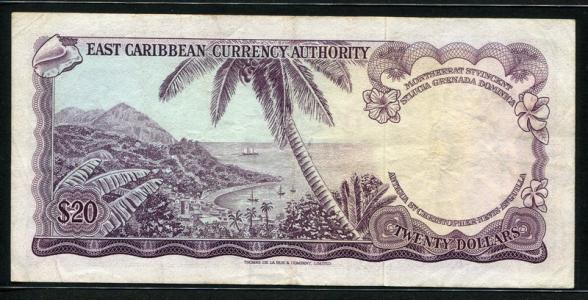 EAST CARIBBEAN CURRENCY AUTHORITY
MONTSERRAT ST VINCENT
ST LUCIA GRENADA DOMINICA
ANTIGUA ST CHRISTOPHER NEVIS ANGUILLA
$20
TWENTY DOLLARS
THOMAS DE LA RUE & COMPANY, LIMITED